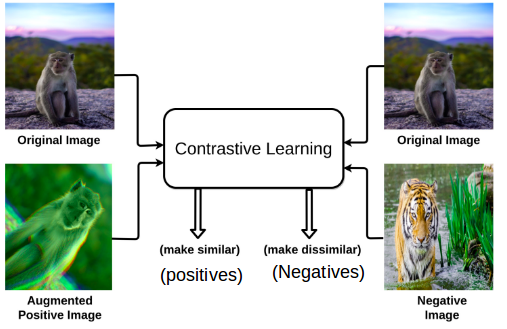 Original Image
Original Image
Contrastive Learning
(make similar)
(make dissimilar)
(positives)
(Negatives)
Augmented
Positive Image
Negative
Image